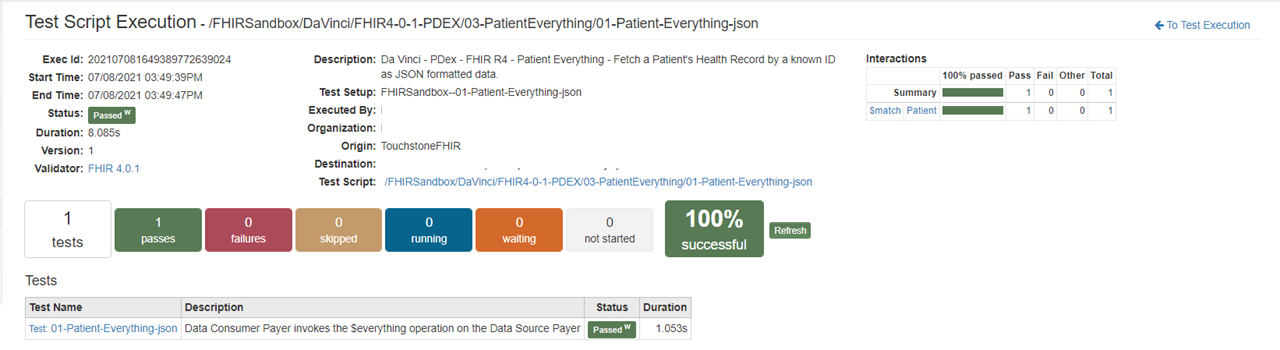 Test Script Execution - /FHIRSandbox/DaVinci/FHIR4-0-1-PDEX/03-PatientEverything/01-Patient-Everything-json
To Test Execution
Exec Id: 20210708164938977263902​4
Start Time: 07/08/2021 03:49:39PM
End Time: 07/08/2021 03:49:47PM
Status: Passed W
Duration: 8.085s
Version: 1
Validator: FHIR 4.0.1
Description: Da Vinci - PDex - FHIR R4 - Patient Everything - Fetch a Patient's Health Record by a known ID
as JSON formatted data.
Test Setup: FHIRSandbox--01-Patient-Everything-json
Executed By:
Organization:
Origin: TouchstoneFHIR
Destination:
Test Script: /FHIRSandbox/DaVinci/FHIR4-0-1-PDEX/03-PatientEverything/01-Patient-Everything-json
Interactions
100% passed Pass Fail Other Total
Summary 1 0 0 1
$match Patient 1 0 0 1
1 tests
1 passes
0 failures
0 skipped
0 running
0 waiting
0 not started
100% successful
Refresh
Tests
Test Name Description Status Duration
Test: 01-Patient-Everything-json Data Consumer Payer invokes the $everything operation on the Data Source Payer Passed W 1.053s